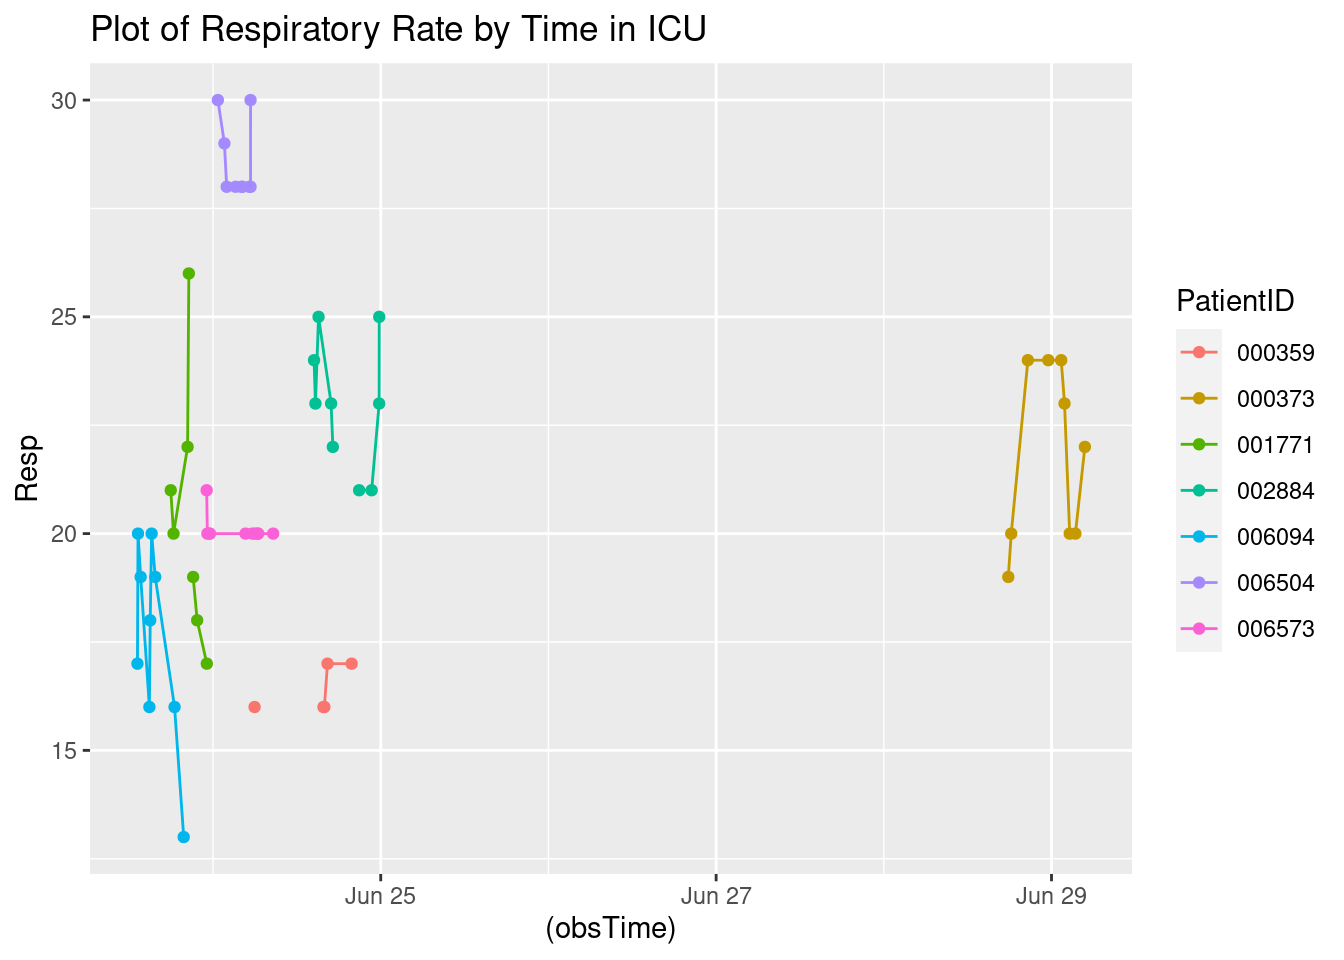 Plot of Respiratory Rate by Time in ICU
Resp
30
25
20
15
Jun 25
Jun 27
Jun 29
(obsTime)
PatientID
000359
000373
001771
002884
006094
006504
006573